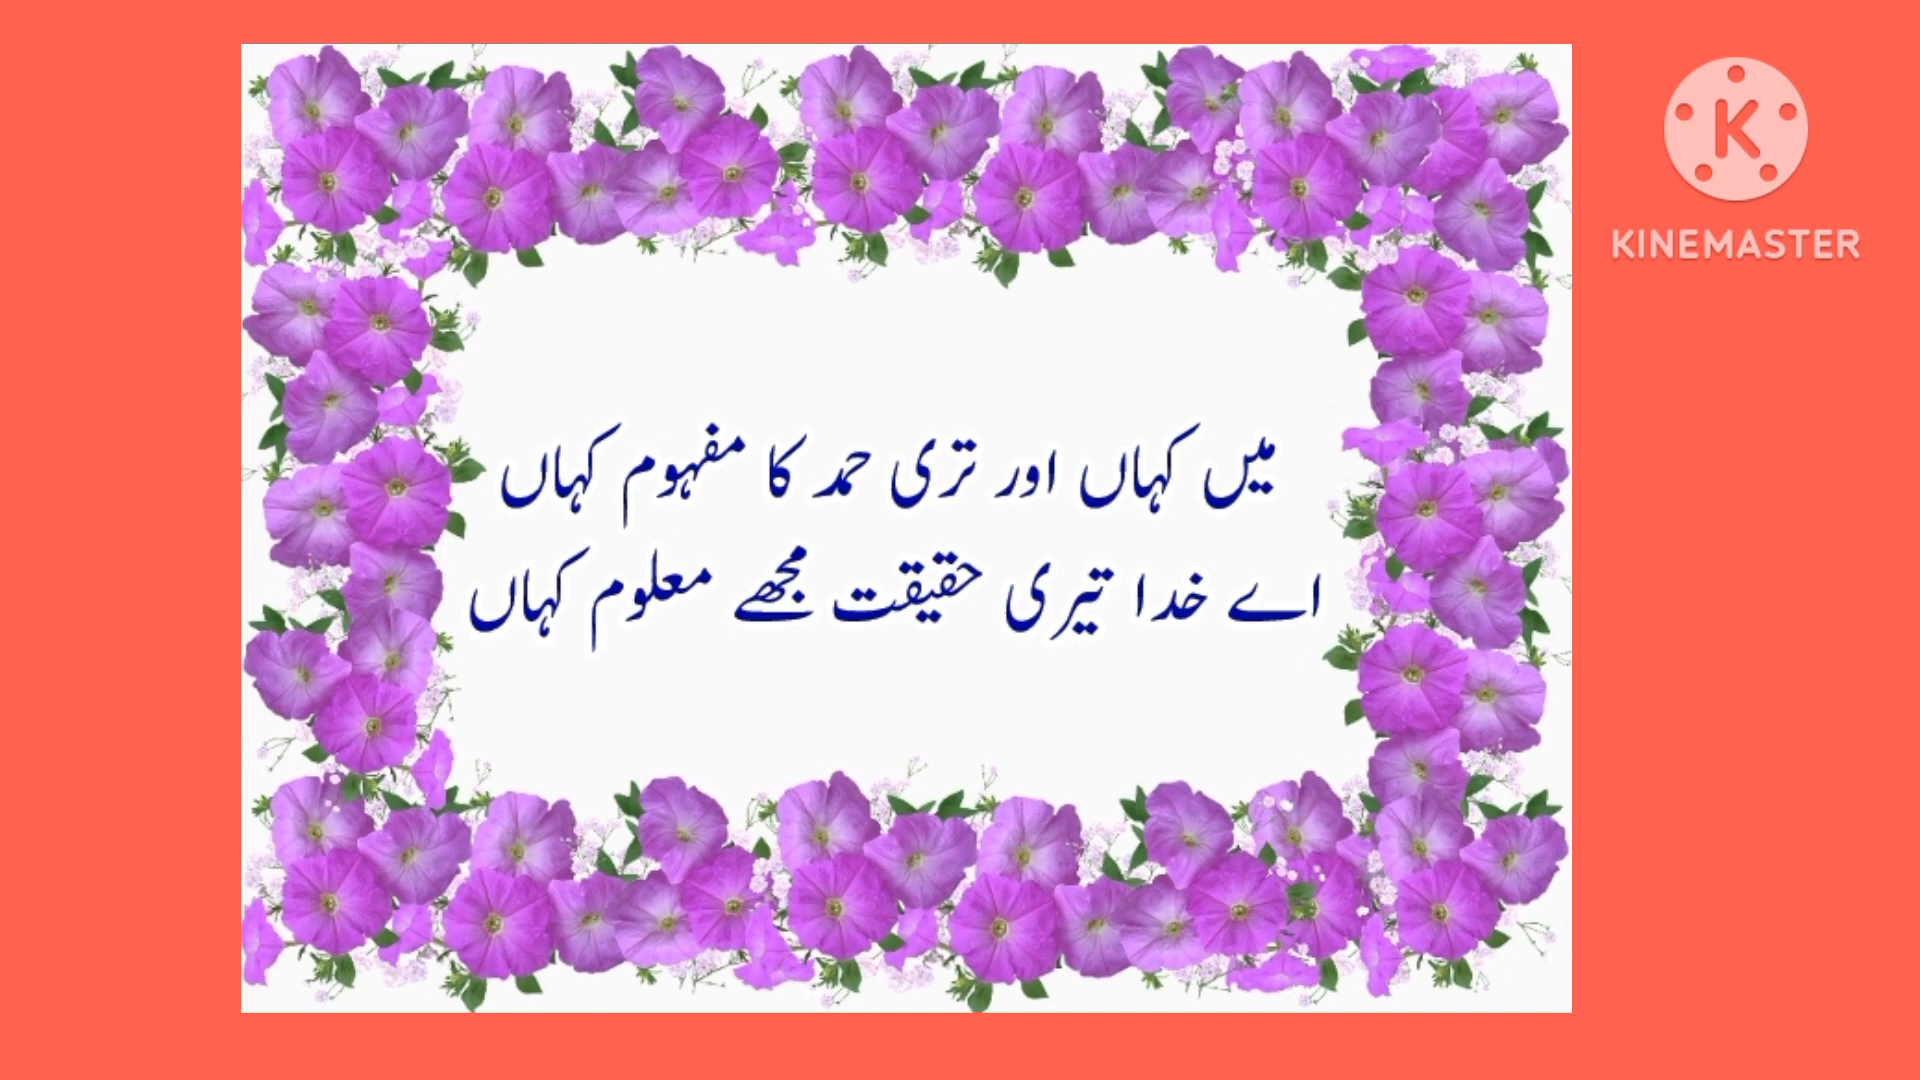 میں کہاں اور تری حمد کا مفہوم کہاں
اے خدا تیری حقیقت مجھے معلوم کہاں
K
KINEMASTER